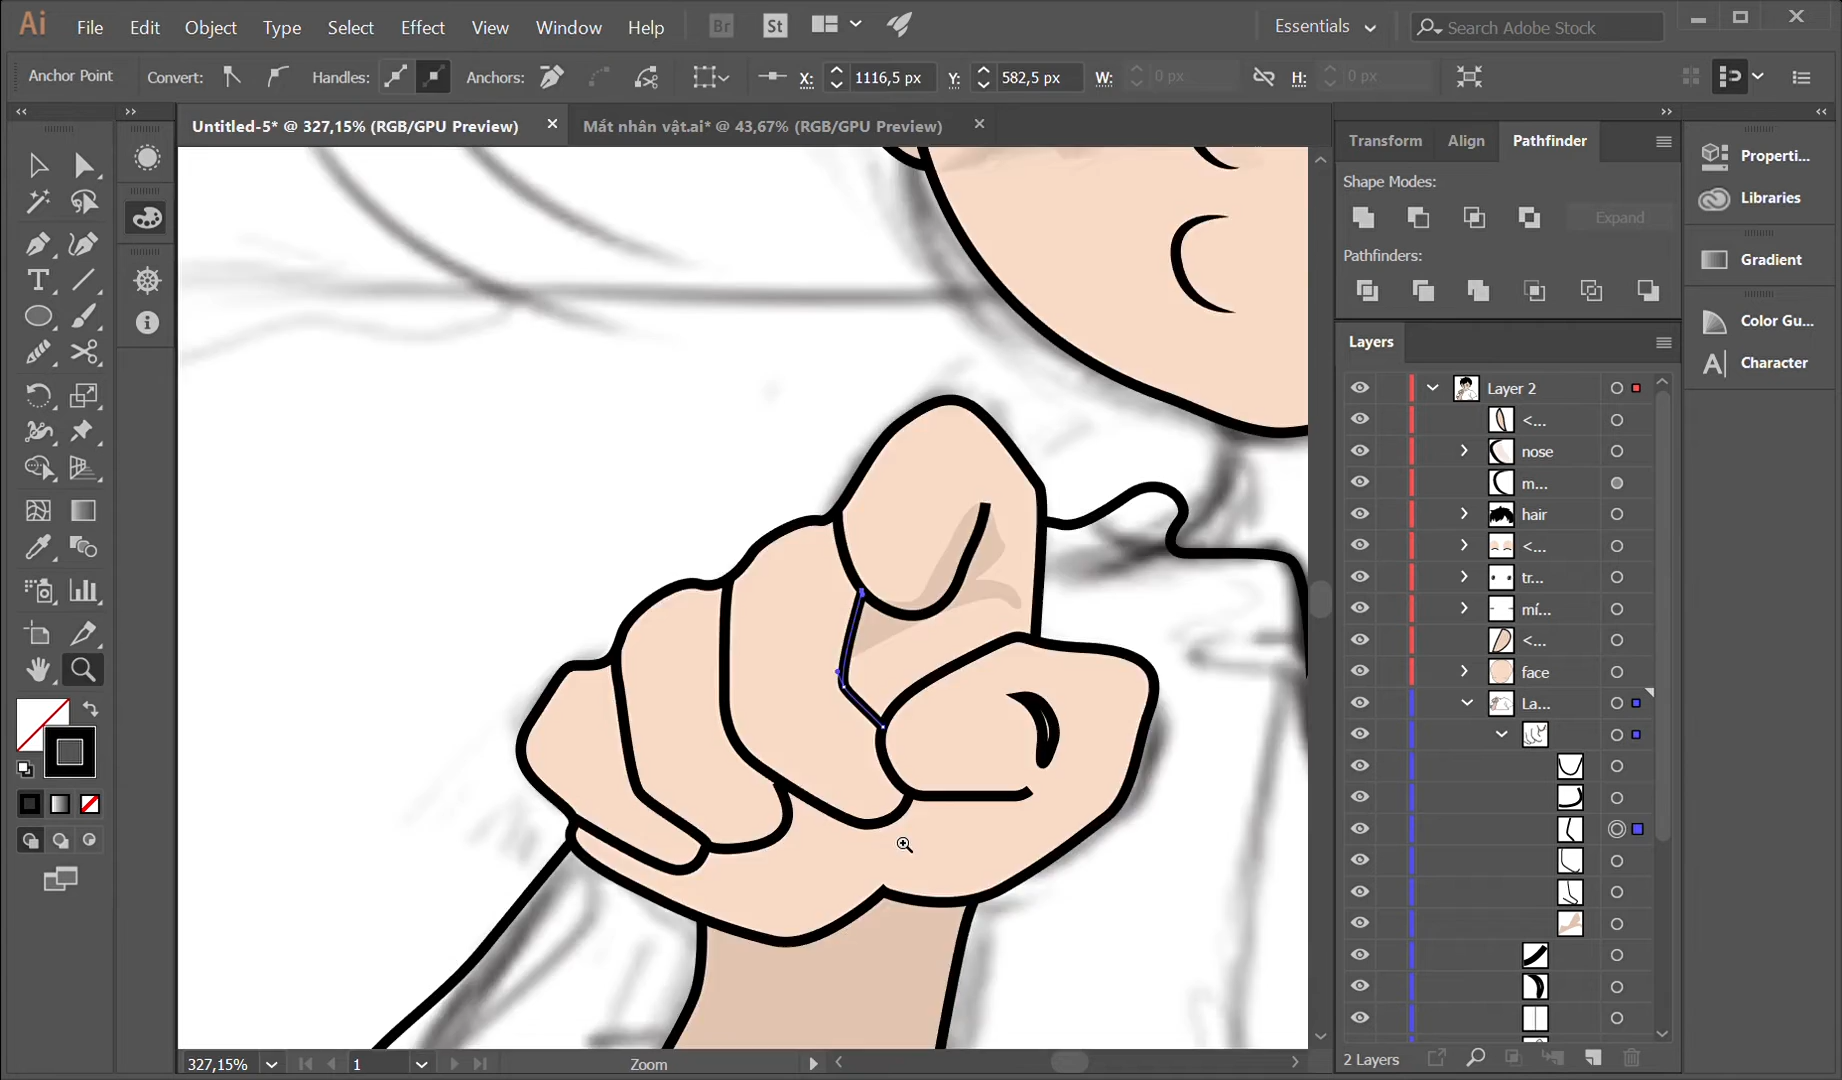 Ai File Edit Object Type Select Effect View Window Help Br St Essentials Search Adobe Stock
Anchor Point Convert: Handles: Anchors: X: 1116,5 px Y: 582,5 px W: 0 px H: 0 px
Untitled-5* @ 327,15% (RGB/GPU Preview) Mắt nhân vật.ai* @ 43,67% (RGB/GPU Preview)
Transform Align Pathfinder
Shape Modes:
Expand
Pathfinders:
Properti...
Libraries
Gradient
Color Gu...
Character
Layers
Layer 2
<...
nose
m...
hair
<...
tr...
mí...
<...
face
La...
2 Layers
327,15% 1 Zoom